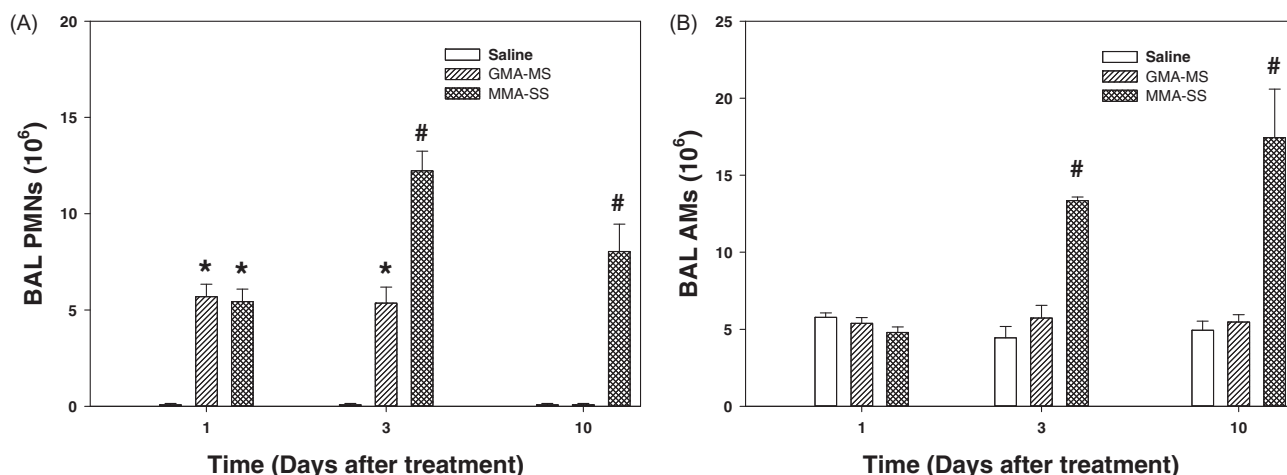 (A)
20
15
10
5
0
BAL PMNs (10⁶)
Saline
GMA-MS
MMA-SS
*
*
*
#
#
1
3
10
Time (Days after treatment)
(B)
25
20
15
10
5
0
BAL AMs (10⁶)
Saline
GMA-MS
MMA-SS
#
#
1
3
10
Time (Days after treatment)